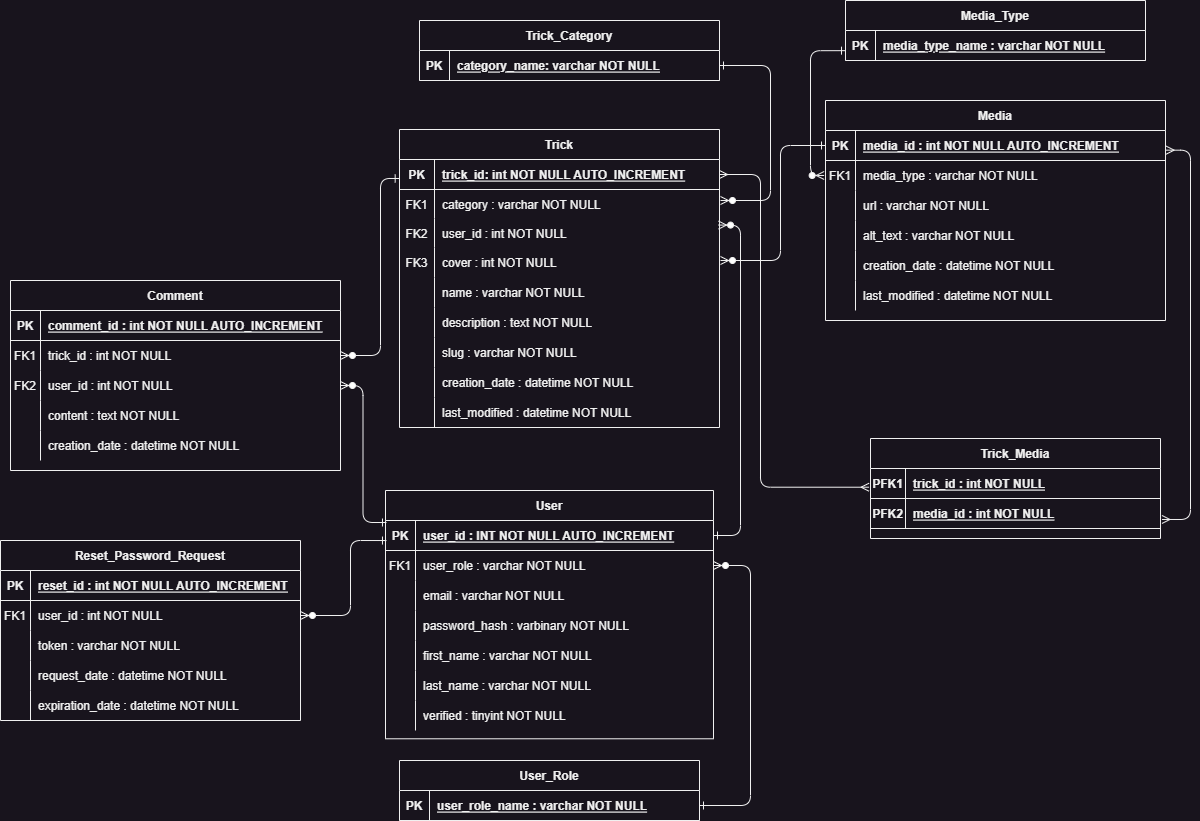 Trick_Category
PK category_name: varchar NOT NULL
Media_Type
PK media_type_name : varchar NOT NULL
Trick
PK trick_id: int NOT NULL AUTO_INCREMENT
FK1 category : varchar NOT NULL
FK2 user_id : int NOT NULL
FK3 cover : int NOT NULL
name : varchar NOT NULL
description : text NOT NULL
slug : varchar NOT NULL
creation_date : datetime NOT NULL
last_modified : datetime NOT NULL
Media
PK media_id : int NOT NULL AUTO_INCREMENT
FK1 media_type : varchar NOT NULL
url : varchar NOT NULL
alt_text : varchar NOT NULL
creation_date : datetime NOT NULL
last_modified : datetime NOT NULL
Comment
PK comment_id : int NOT NULL AUTO_INCREMENT
FK1 trick_id : int NOT NULL
FK2 user_id : int NOT NULL
content : text NOT NULL
creation_date : datetime NOT NULL
Trick_Media
PFK1 trick_id : int NOT NULL
PFK2 media_id : int NOT NULL
User
PK user_id : INT NOT NULL AUTO_INCREMENT
FK1 user_role : varchar NOT NULL
email : varchar NOT NULL
password_hash : varbinary NOT NULL
first_name : varchar NOT NULL
last_name : varchar NOT NULL
verified : tinyint NOT NULL
Reset_Password_Request
PK reset_id : int NOT NULL AUTO_INCREMENT
FK1 user_id : int NOT NULL
token : varchar NOT NULL
request_date : datetime NOT NULL
expiration_date : datetime NOT NULL
User_Role
PK user_role_name : varchar NOT NULL